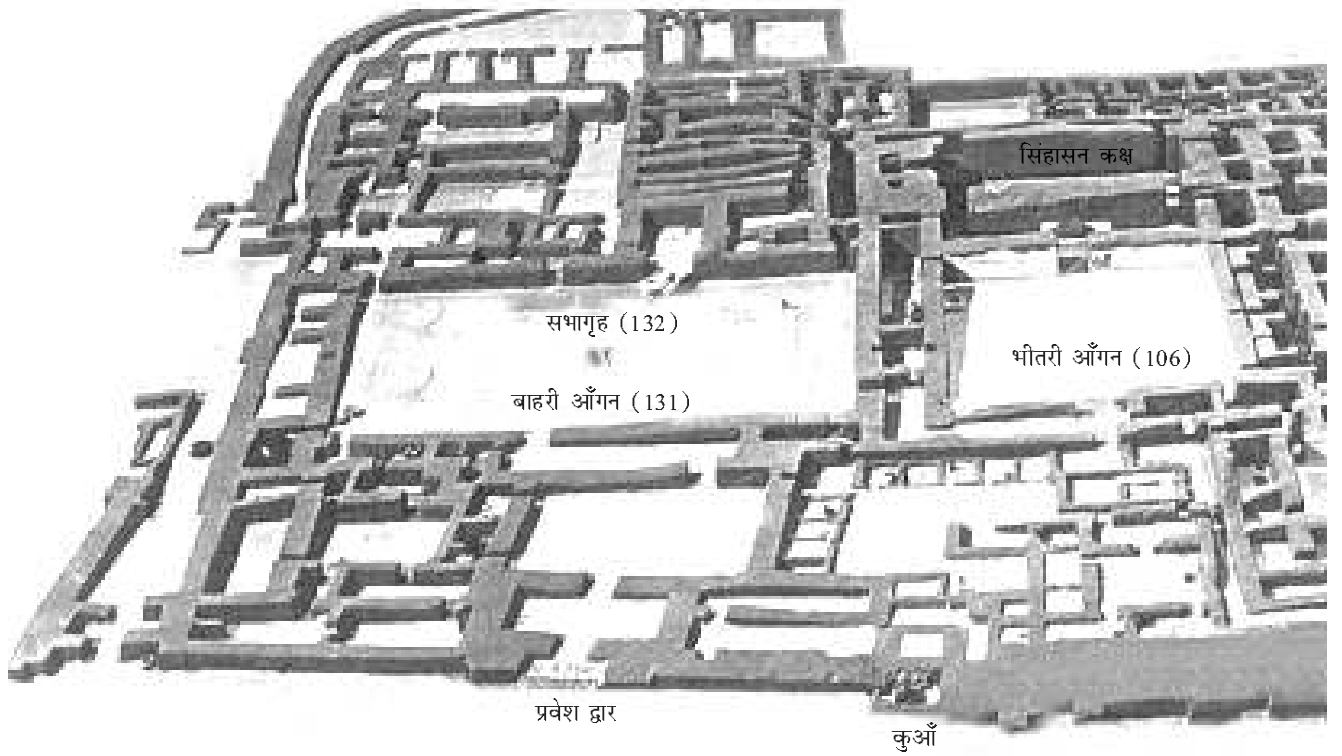 सिंहासन कक्ष
सभागृह (132)
भीतरी आँगन (106)
बाहरी आँगन (131)
प्रवेश द्वार
कुआँ